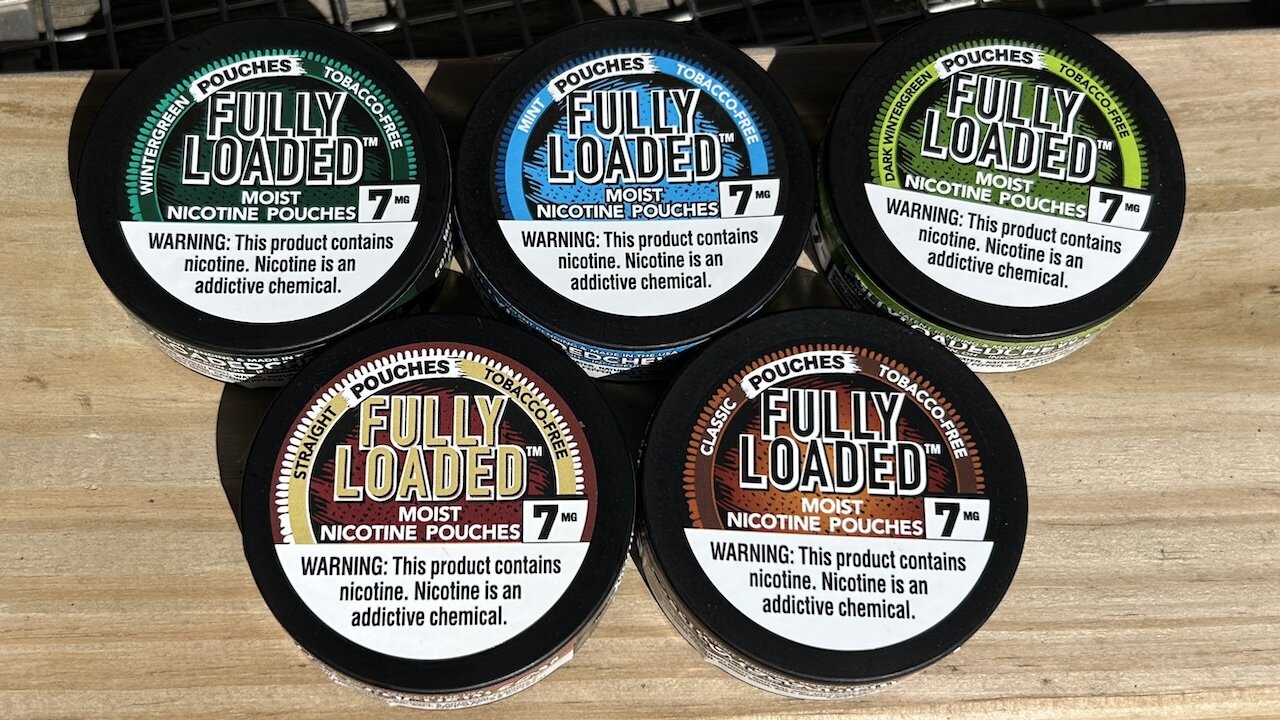 POUCHES
WINTERGREEN
TOBACCO-FREE
FULLY
LOADED™
MOIST
NICOTINE POUCHES
7 MG
WARNING: This product contains
nicotine. Nicotine is an
addictive chemical.
POUCHES
MINT
TOBACCO-FREE
FULLY
LOADED™
MOIST
NICOTINE POUCHES
7 MG
WARNING: This product contains
nicotine. Nicotine is an
addictive chemical.
POUCHES
DARK WINTERGREEN
TOBACCO-FREE
FULLY
LOADED™
MOIST
NICOTINE POUCHES
7 MG
WARNING: This product contains
nicotine. Nicotine is an
addictive chemical.
POUCHES
STRAIGHT
TOBACCO-FREE
FULLY
LOADED™
MOIST
NICOTINE POUCHES
7 MG
WARNING: This product contains
nicotine. Nicotine is an
addictive chemical.
POUCHES
CLASSIC
TOBACCO-FREE
FULLY
LOADED™
MOIST
NICOTINE POUCHES
7 MG
WARNING: This product contains
nicotine. Nicotine is an
addictive chemical.